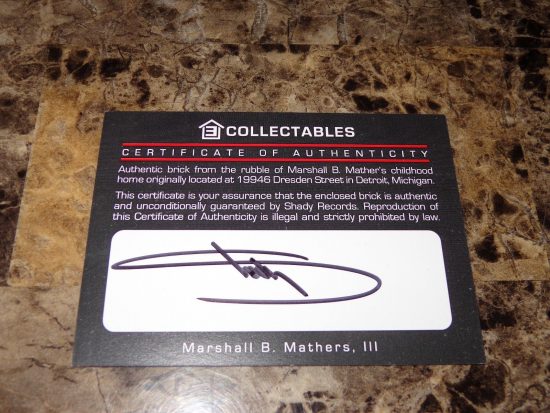 E COLLECTABLES
CERTIFICATE OF AUTHENTICITY
Authentic brick from the rubble of Marshall B. Mather's childhood
home originally located at 19946 Dresden Street in Detroit, Michigan.
This certificate is your assurance that the enclosed brick is authentic
and unconditionally guaranteed by Shady Records. Reproduction of
this Certificate of Authenticity is illegal and strictly prohibited by law.
Marshall B. Mathers, III